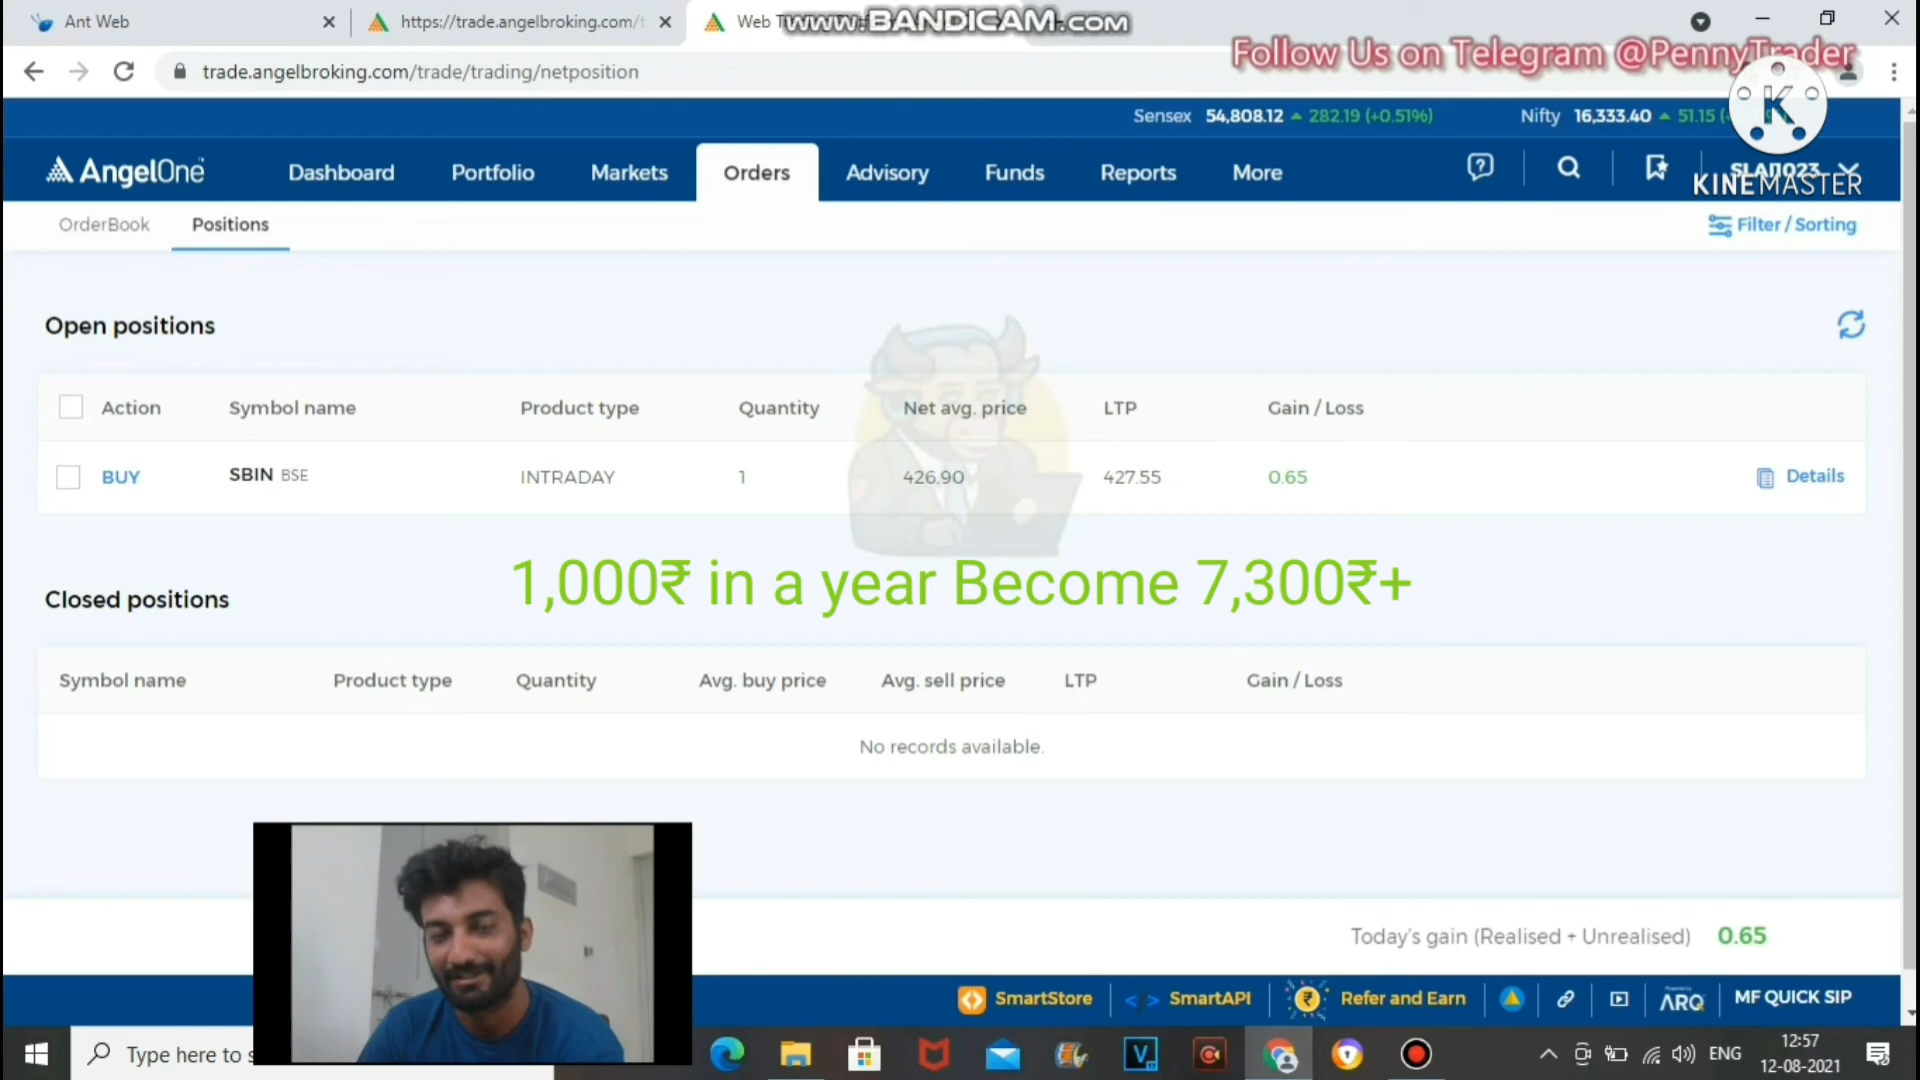 Ant Web
https://trade.angelbroking.com/t
www.BANDICAM.com
trade.angelbroking.com/trade/trading/netposition
Follow Us on Telegram @PennyTrader
Sensex 54,808.12 282.19 (+0.51%) Nifty 16,333.40 51.15
AngelOne Dashboard Portfolio Markets Orders Advisory Funds Reports More
K
KINEMASTER
OrderBook Positions Filter / Sorting
Open positions
Action Symbol name Product type Quantity Net avg. price LTP Gain / Loss
BUY SBIN BSE INTRADAY 1 426.90 427.55 0.65 Details
1,000₹ in a year Become 7,300₹+
Closed positions
Symbol name Product type Quantity Avg. buy price Avg. sell price LTP Gain / Loss
No records available.
Today's gain (Realised + Unrealised) 0.65
SmartStore SmartAPI Refer and Earn ARQ MF QUICK SIP
Type here to s
ENG
12:57
12-08-2021